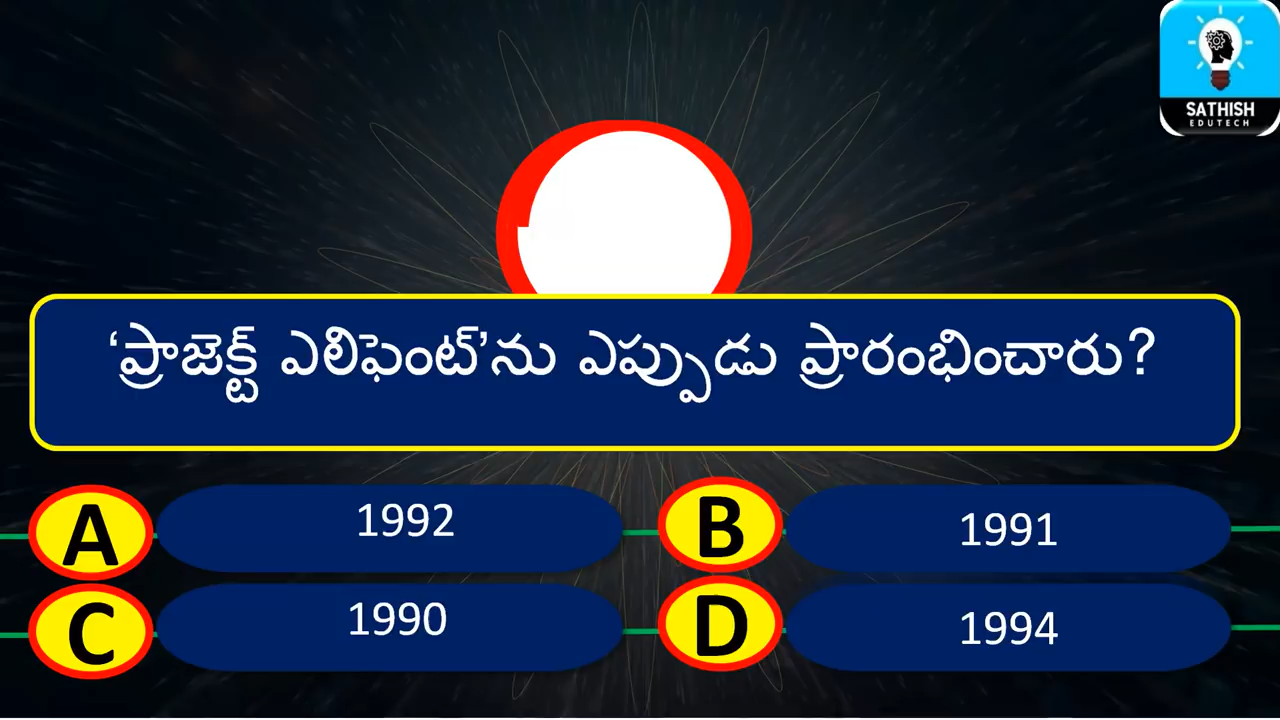 SATHISH
EDUTECH
‘ప్రాజెక్ట్ ఎలిఫెంట్’ను ఎప్పుడు ప్రారంభించారు?
A 1992
B 1991
C 1990
D 1994